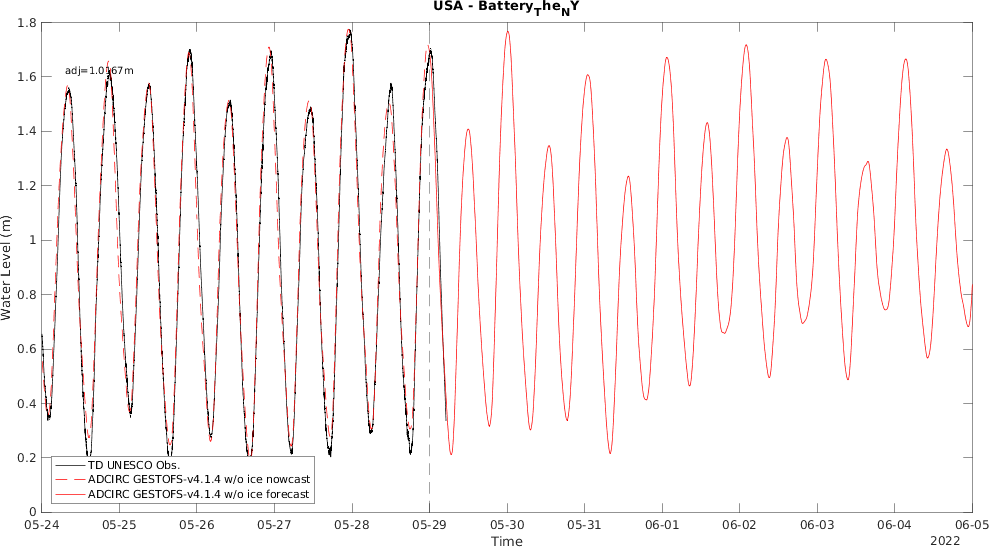 USA - Battery_The_NY
1.8
1.6
1.4
1.2
1
0.8
0.6
0.4
0.2
0
Water Level (m)
adj=1.0167m
TD UNESCO Obs.
ADCIRC GESTOFS-v4.1.4 w/o ice nowcast
ADCIRC GESTOFS-v4.1.4 w/o ice forecast
05-24 05-25 05-26 05-27 05-28 05-29 05-30 05-31 06-01 06-02 06-03 06-04 06-05
Time
2022